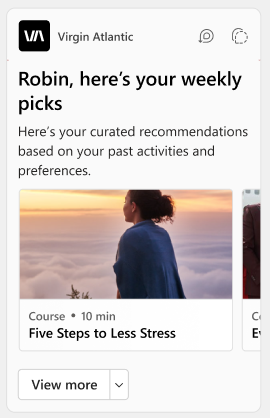 VΛ Virgin Atlantic
Robin, here's your weekly
picks
Here's your curated recommendations
based on your past activities and
preferences.
Course • 10 min
Five Steps to Less Stress
View more